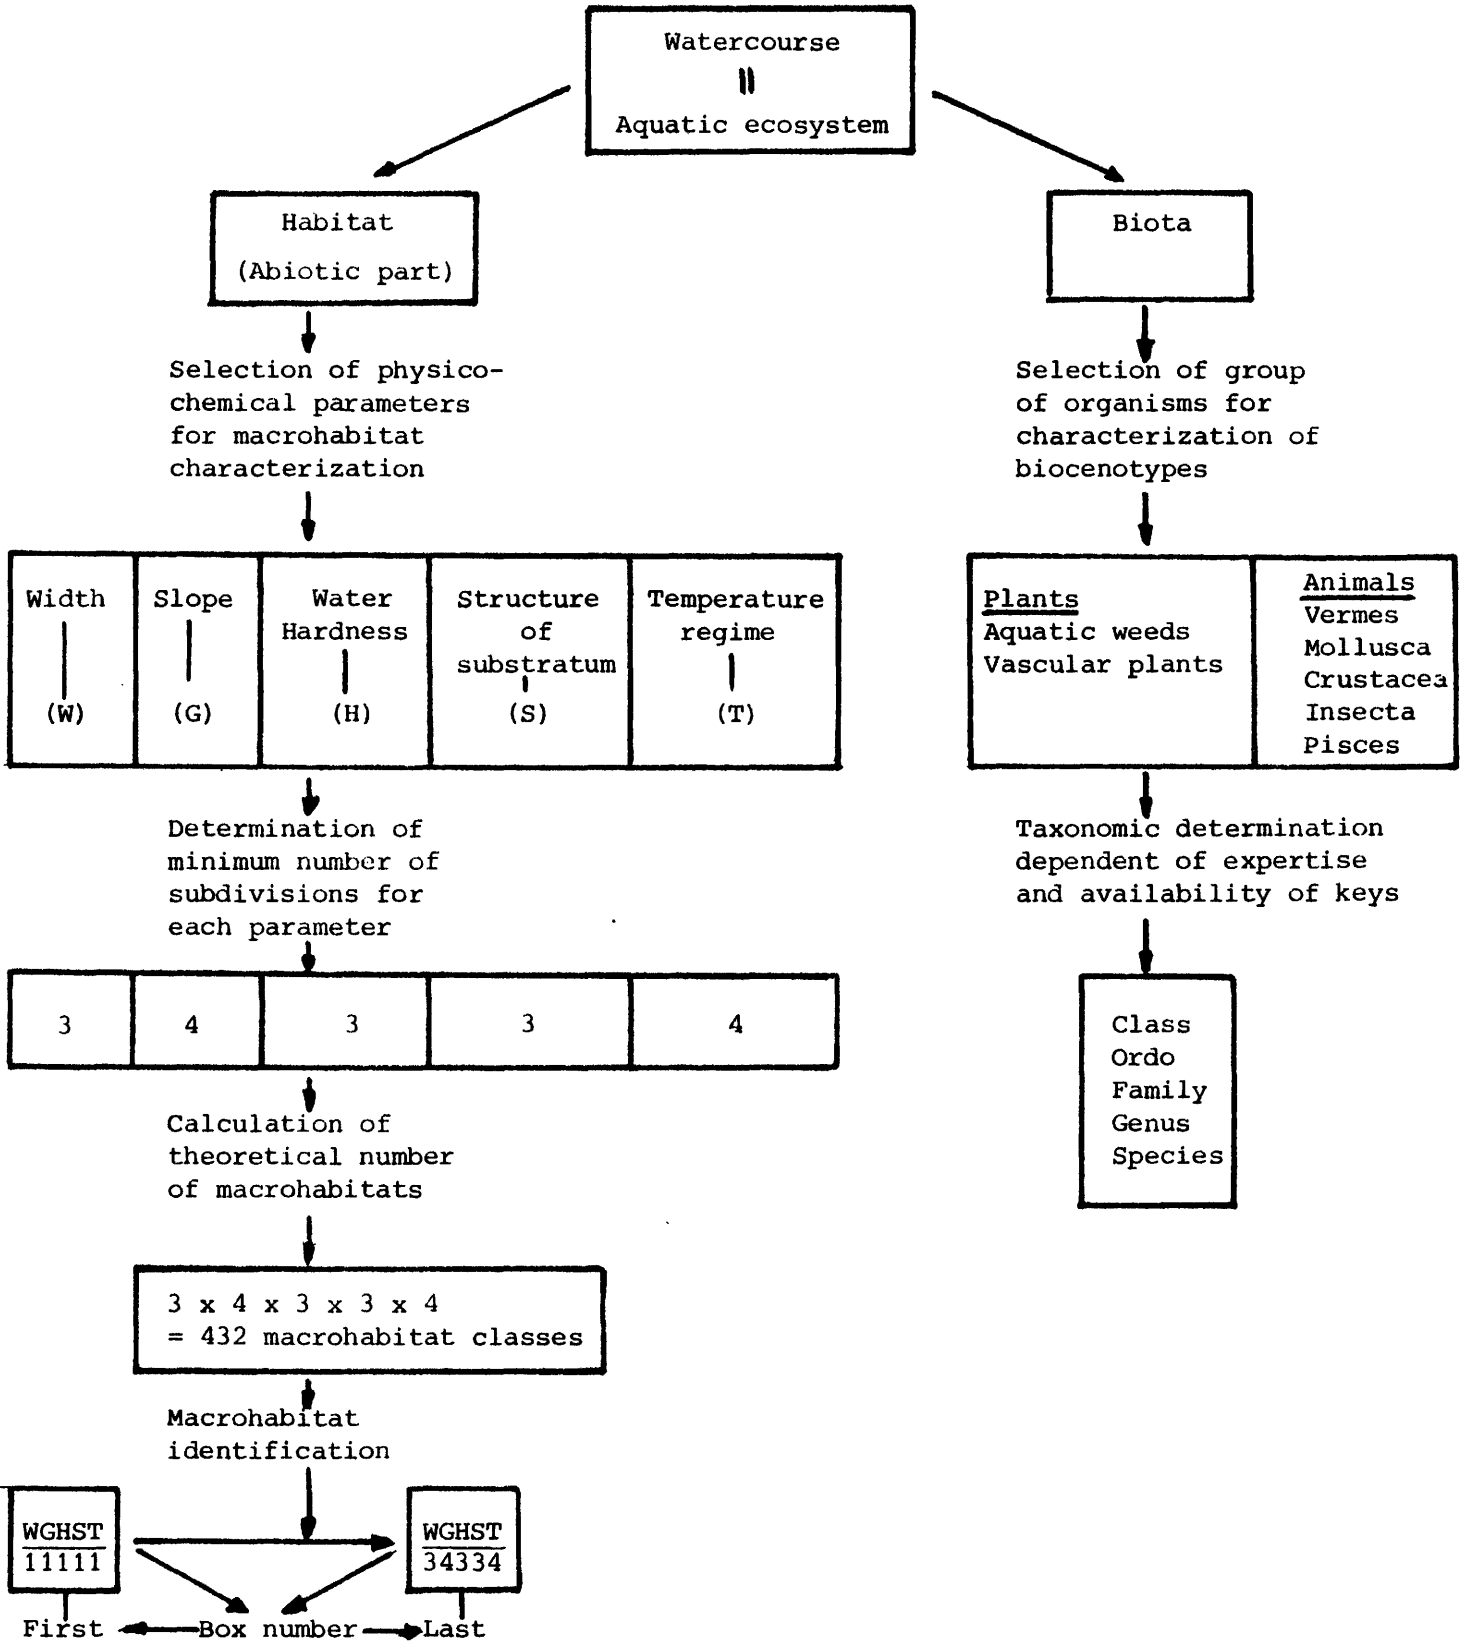 Watercourse
||
Aquatic ecosystem
Habitat
(Abiotic part)
Biota
Selection of physico-
chemical parameters
for macrohabitat
characterization
Selection of group
of organisms for
characterization of
biocenotypes
Width
(W)
Slope
(G)
Water
Hardness
(H)
Structure
of
substratum
(S)
Temperature
regime
(T)
Plants
Aquatic weeds
Vascular plants
Animals
Vermes
Mollusca
Crustacea
Insecta
Pisces
Determination of
minimum number of
subdivisions for
each parameter
Taxonomic determination
dependent of expertise
and availability of keys
3 4 3 3 4
Class
Ordo
Family
Genus
Species
Calculation of
theoretical number
of macrohabitats
3 x 4 x 3 x 3 x 4
= 432 macrohabitat classes
Macrohabitat
identification
WGHST
11111
WGHST
34334
First Box number Last